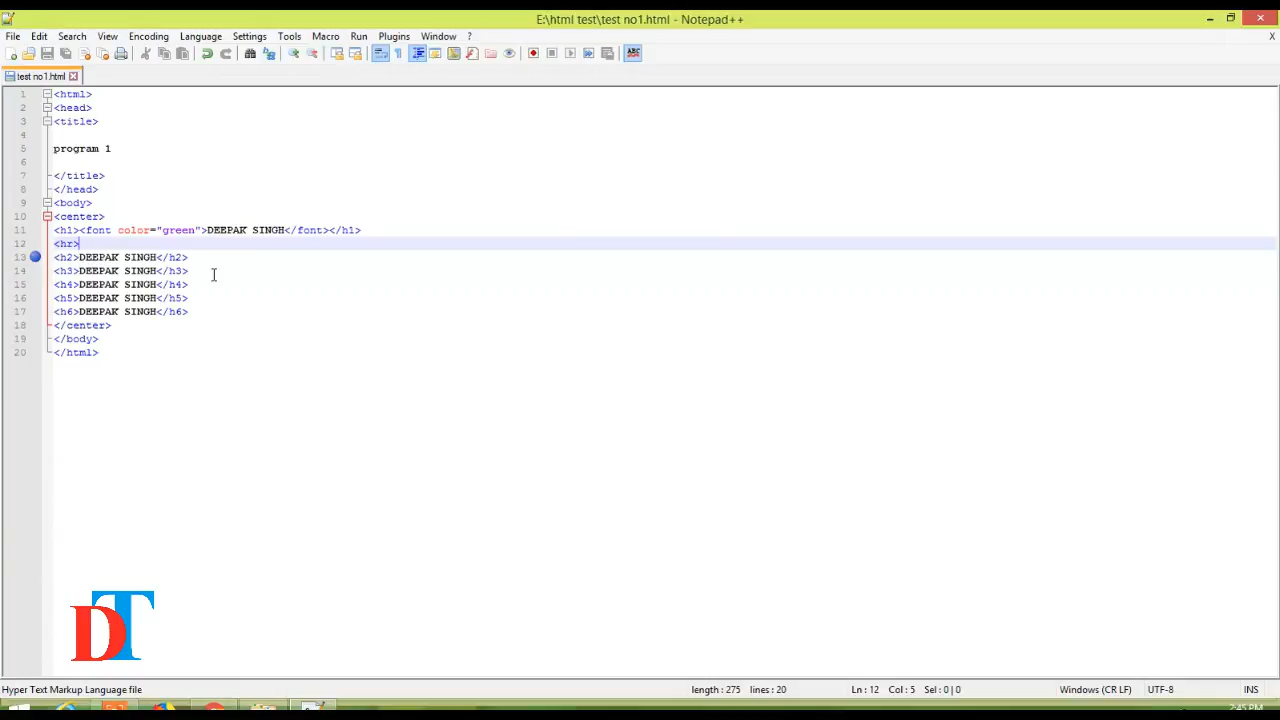 E:\html test\test no1.html - Notepad++
File Edit Search View Encoding Language Settings Tools Macro Run Plugins Window ? X
ABC
test no1.html
1 <html>
2 <head>
3 <title>
4
5 program 1
6
7 </title>
8 </head>
9 <body>
10 <center>
11 <h1><font color="green">DEEPAK SINGH</font></h1>
12 <hr>
13 <h2>DEEPAK SINGH</h2>
14 <h3>DEEPAK SINGH</h3>
15 <h4>DEEPAK SINGH</h4>
16 <h5>DEEPAK SINGH</h5>
17 <h6>DEEPAK SINGH</h6>
18 </center>
19 </body>
20 </html>
DT
Hyper Text Markup Language file length : 275 lines : 20 Ln : 12 Col : 5 Sel : 0 | 0 Windows (CR LF) UTF-8 INS
2:45 PM